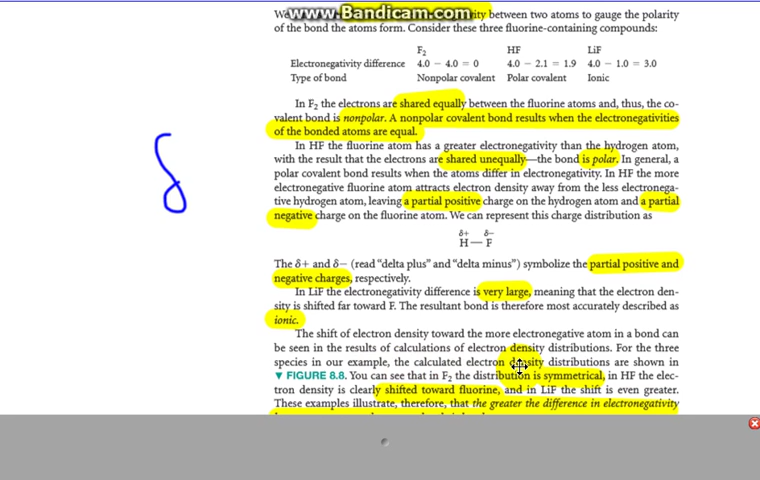 We
www.Bandicam.com
ity between two atoms to gauge the polarity
of the bond the atoms form. Consider these three fluorine-containing compounds:
F₂ HF LiF
Electronegativity difference 4.0 − 4.0 = 0 4.0 − 2.1 = 1.9 4.0 − 1.0 = 3.0
Type of bond Nonpolar covalent Polar covalent Ionic
In F₂ the electrons are shared equally between the fluorine atoms and, thus, the co-
valent bond is nonpolar. A nonpolar covalent bond results when the electronegativities
of the bonded atoms are equal.
In HF the fluorine atom has a greater electronegativity than the hydrogen atom,
with the result that the electrons are shared unequally—the bond is polar. In general, a
polar covalent bond results when the atoms differ in electronegativity. In HF the more
electronegative fluorine atom attracts electron density away from the less electronega-
tive hydrogen atom, leaving a partial positive charge on the hydrogen atom and a partial
negative charge on the fluorine atom. We can represent this charge distribution as
δ+ δ−
H—F
δ
The δ+ and δ− (read “delta plus” and “delta minus”) symbolize the partial positive and
negative charges, respectively.
In LiF the electronegativity difference is very large, meaning that the electron den-
sity is shifted far toward F. The resultant bond is therefore most accurately described as
ionic.
The shift of electron density toward the more electronegative atom in a bond can
be seen in the results of calculations of electron density distributions. For the three
species in our example, the calculated electron density distributions are shown in
▼ FIGURE 8.8. You can see that in F₂ the distribution is symmetrical, in HF the elec-
tron density is clearly shifted toward fluorine, and in LiF the shift is even greater.
These examples illustrate, therefore, that the greater the difference in electronegativity